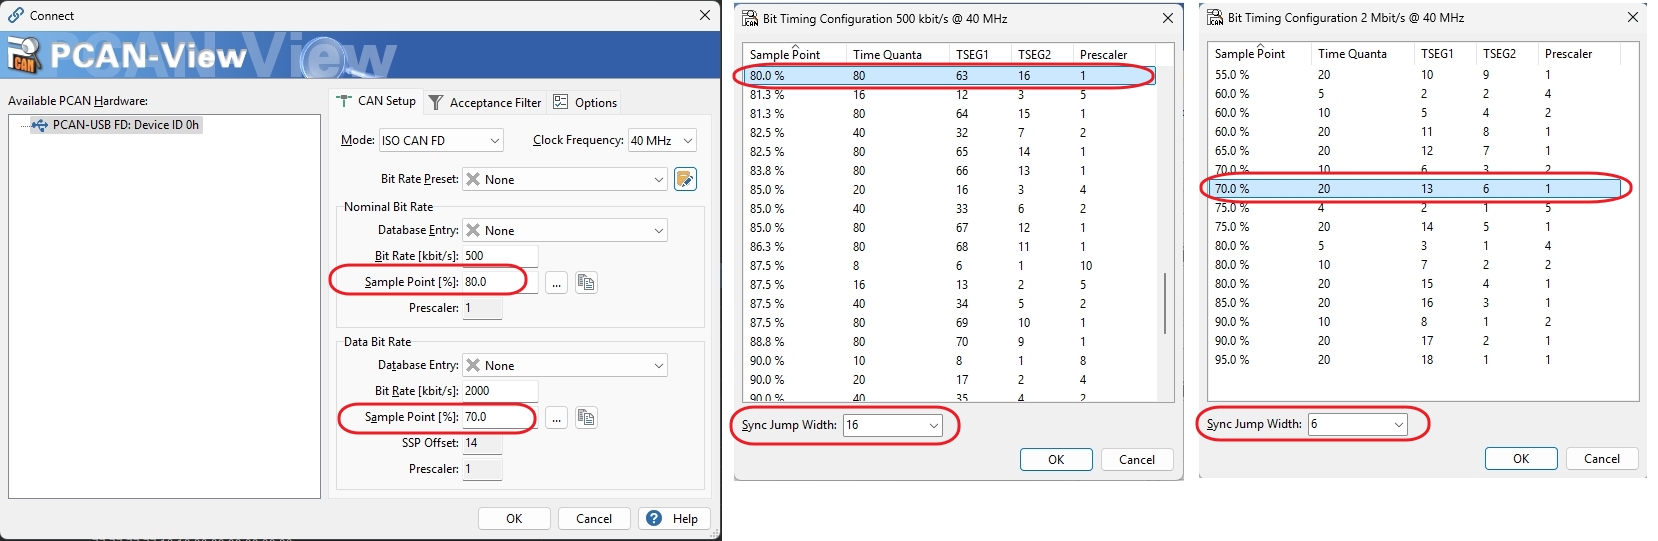 Connect
PCAN-View
Available PCAN Hardware:
PCAN-USB FD: Device ID 0h
CAN Setup
Acceptance Filter
Options
Mode: ISO CAN FD
Clock Frequency: 40 MHz
Bit Rate Preset: None
Nominal Bit Rate
Database Entry: None
Bit Rate [kbit/s]: 500
Sample Point [%]: 80.0
...
Prescaler: 1
Data Bit Rate
Database Entry: None
Bit Rate [kbit/s]: 2000
Sample Point [%]: 70.0
...
SSP Offset: 14
Prescaler: 1
OK
Cancel
Help
Bit Timing Configuration 500 kbit/s @ 40 MHz
Sample Point Time Quanta TSEG1 TSEG2 Prescaler
80.0 % 80 63 16 1
81.3 % 16 12 3 5
81.3 % 80 64 15 1
82.5 % 40 32 7 2
82.5 % 80 65 14 1
83.8 % 80 66 13 1
85.0 % 20 16 3 4
85.0 % 40 33 6 2
85.0 % 80 67 12 1
86.3 % 80 68 11 1
87.5 % 8 6 1 10
87.5 % 16 13 2 5
87.5 % 40 34 5 2
87.5 % 80 69 10 1
88.8 % 80 70 9 1
90.0 % 10 8 1 8
90.0 % 20 17 2 4
90.0 % 40 35 4 2
Sync Jump Width: 16
OK
Cancel
Bit Timing Configuration 2 Mbit/s @ 40 MHz
Sample Point Time Quanta TSEG1 TSEG2 Prescaler
55.0 % 20 10 9 1
60.0 % 5 2 2 4
60.0 % 10 5 4 2
60.0 % 20 11 8 1
65.0 % 20 12 7 1
70.0 % 10 6 3 2
70.0 % 20 13 6 1
75.0 % 4 2 1 5
75.0 % 20 14 5 1
80.0 % 5 3 1 4
80.0 % 10 7 2 2
80.0 % 20 15 4 1
85.0 % 20 16 3 1
90.0 % 10 8 1 2
90.0 % 20 17 2 1
95.0 % 20 18 1 1
Sync Jump Width: 6
OK
Cancel